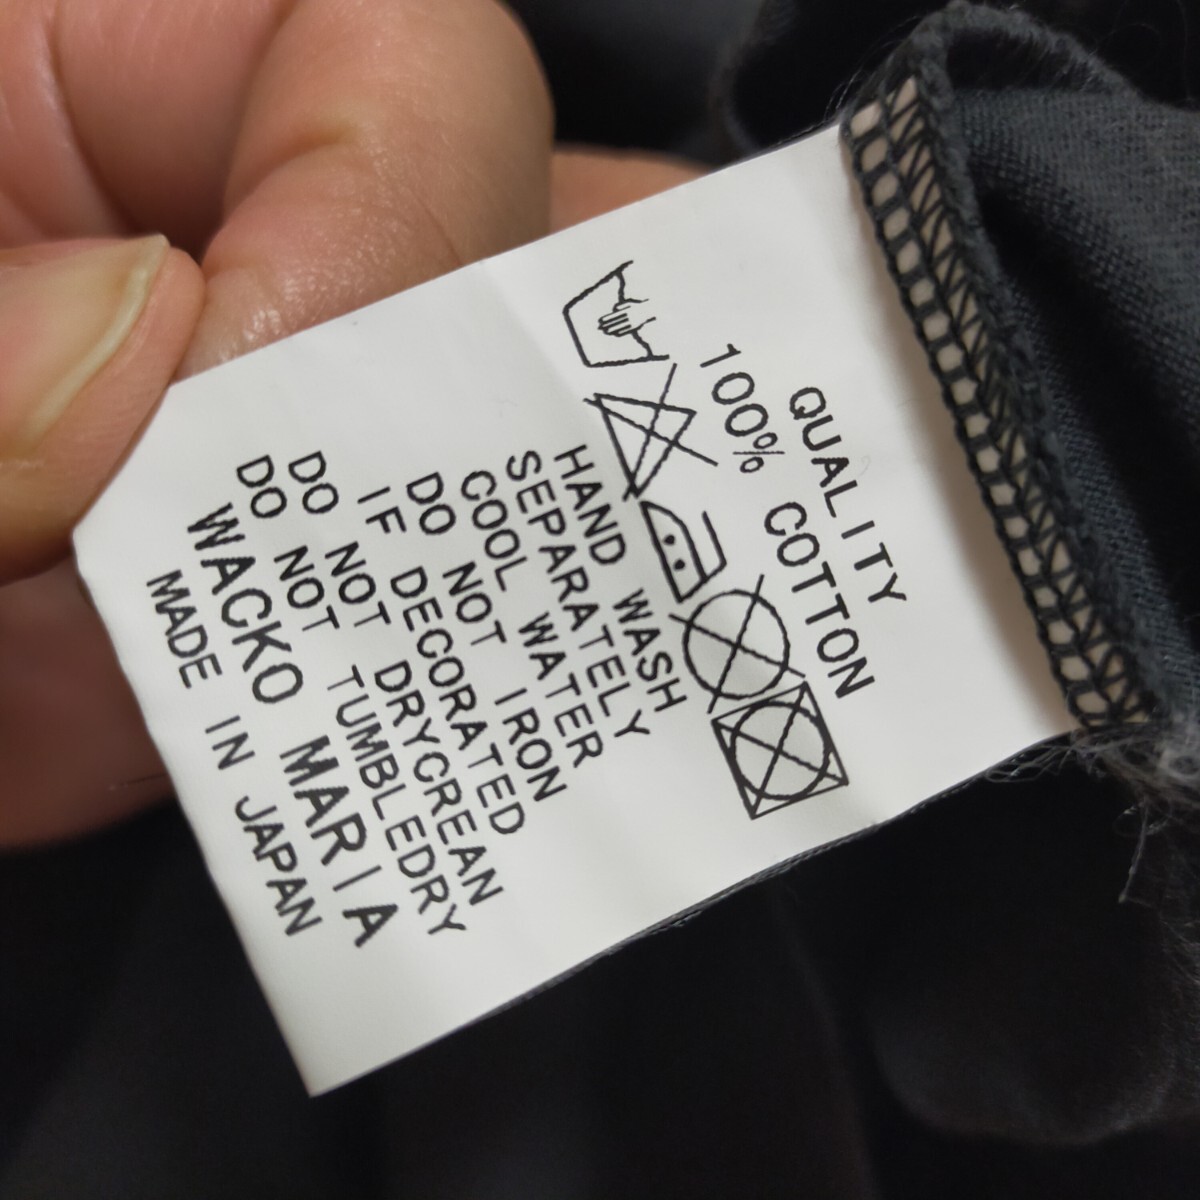 QUALITY
100% COTTON
HAND WASH
SEPARATELY
COOL WATER
DO NOT IRON
IF DECORATED
DO NOT DRYCREAN
DO NOT TUMBLEDRY
WACKO MARIA
MADE IN JAPAN